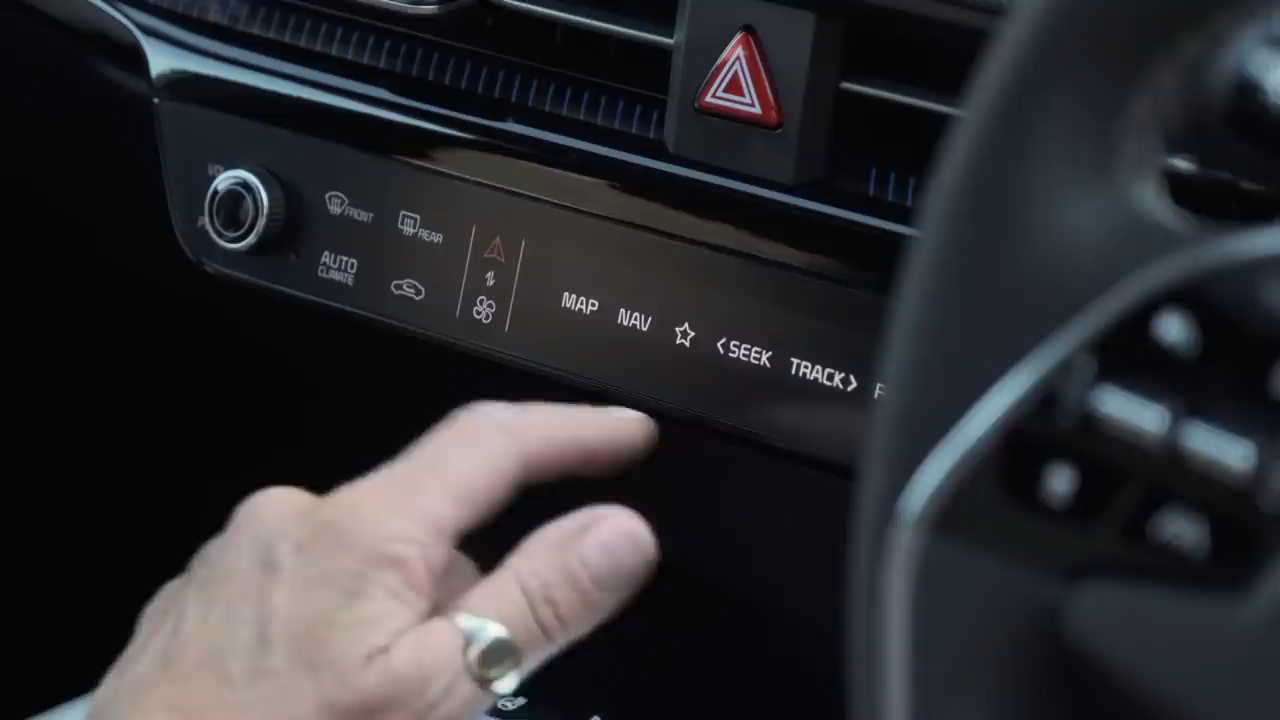 FRONT
REAR
AUTO
CLIMATE
MAP NAV <SEEK TRACK>